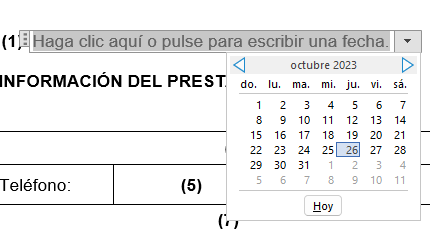 (1) Haga clic aquí o pulse para escribir una fecha.
octubre 2023
do. lu. ma. mi. ju. vi. sá.
1 2 3 4 5 6 7
8 9 10 11 12 13 14
15 16 17 18 19 20 21
22 23 24 25 26 27 28
29 30 31 1 2 3 4
5 6 7 8 9 10 11
Hoy
INFORMACIÓN DEL PREST
Teléfono: (5)
(7)